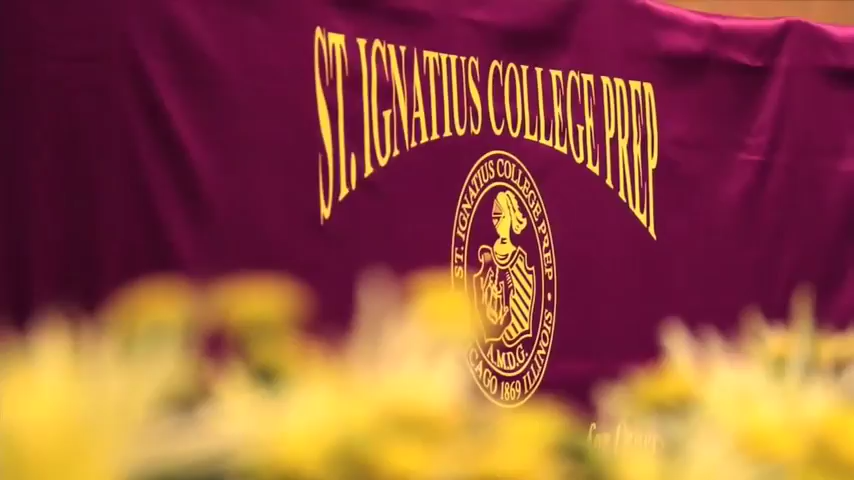 ST. IGNATIUS COLLEGE PREP
ST. IGNATIUS COLLEGE PREP •
A.M.D.G.
CAGO 1869 ILLINOIS